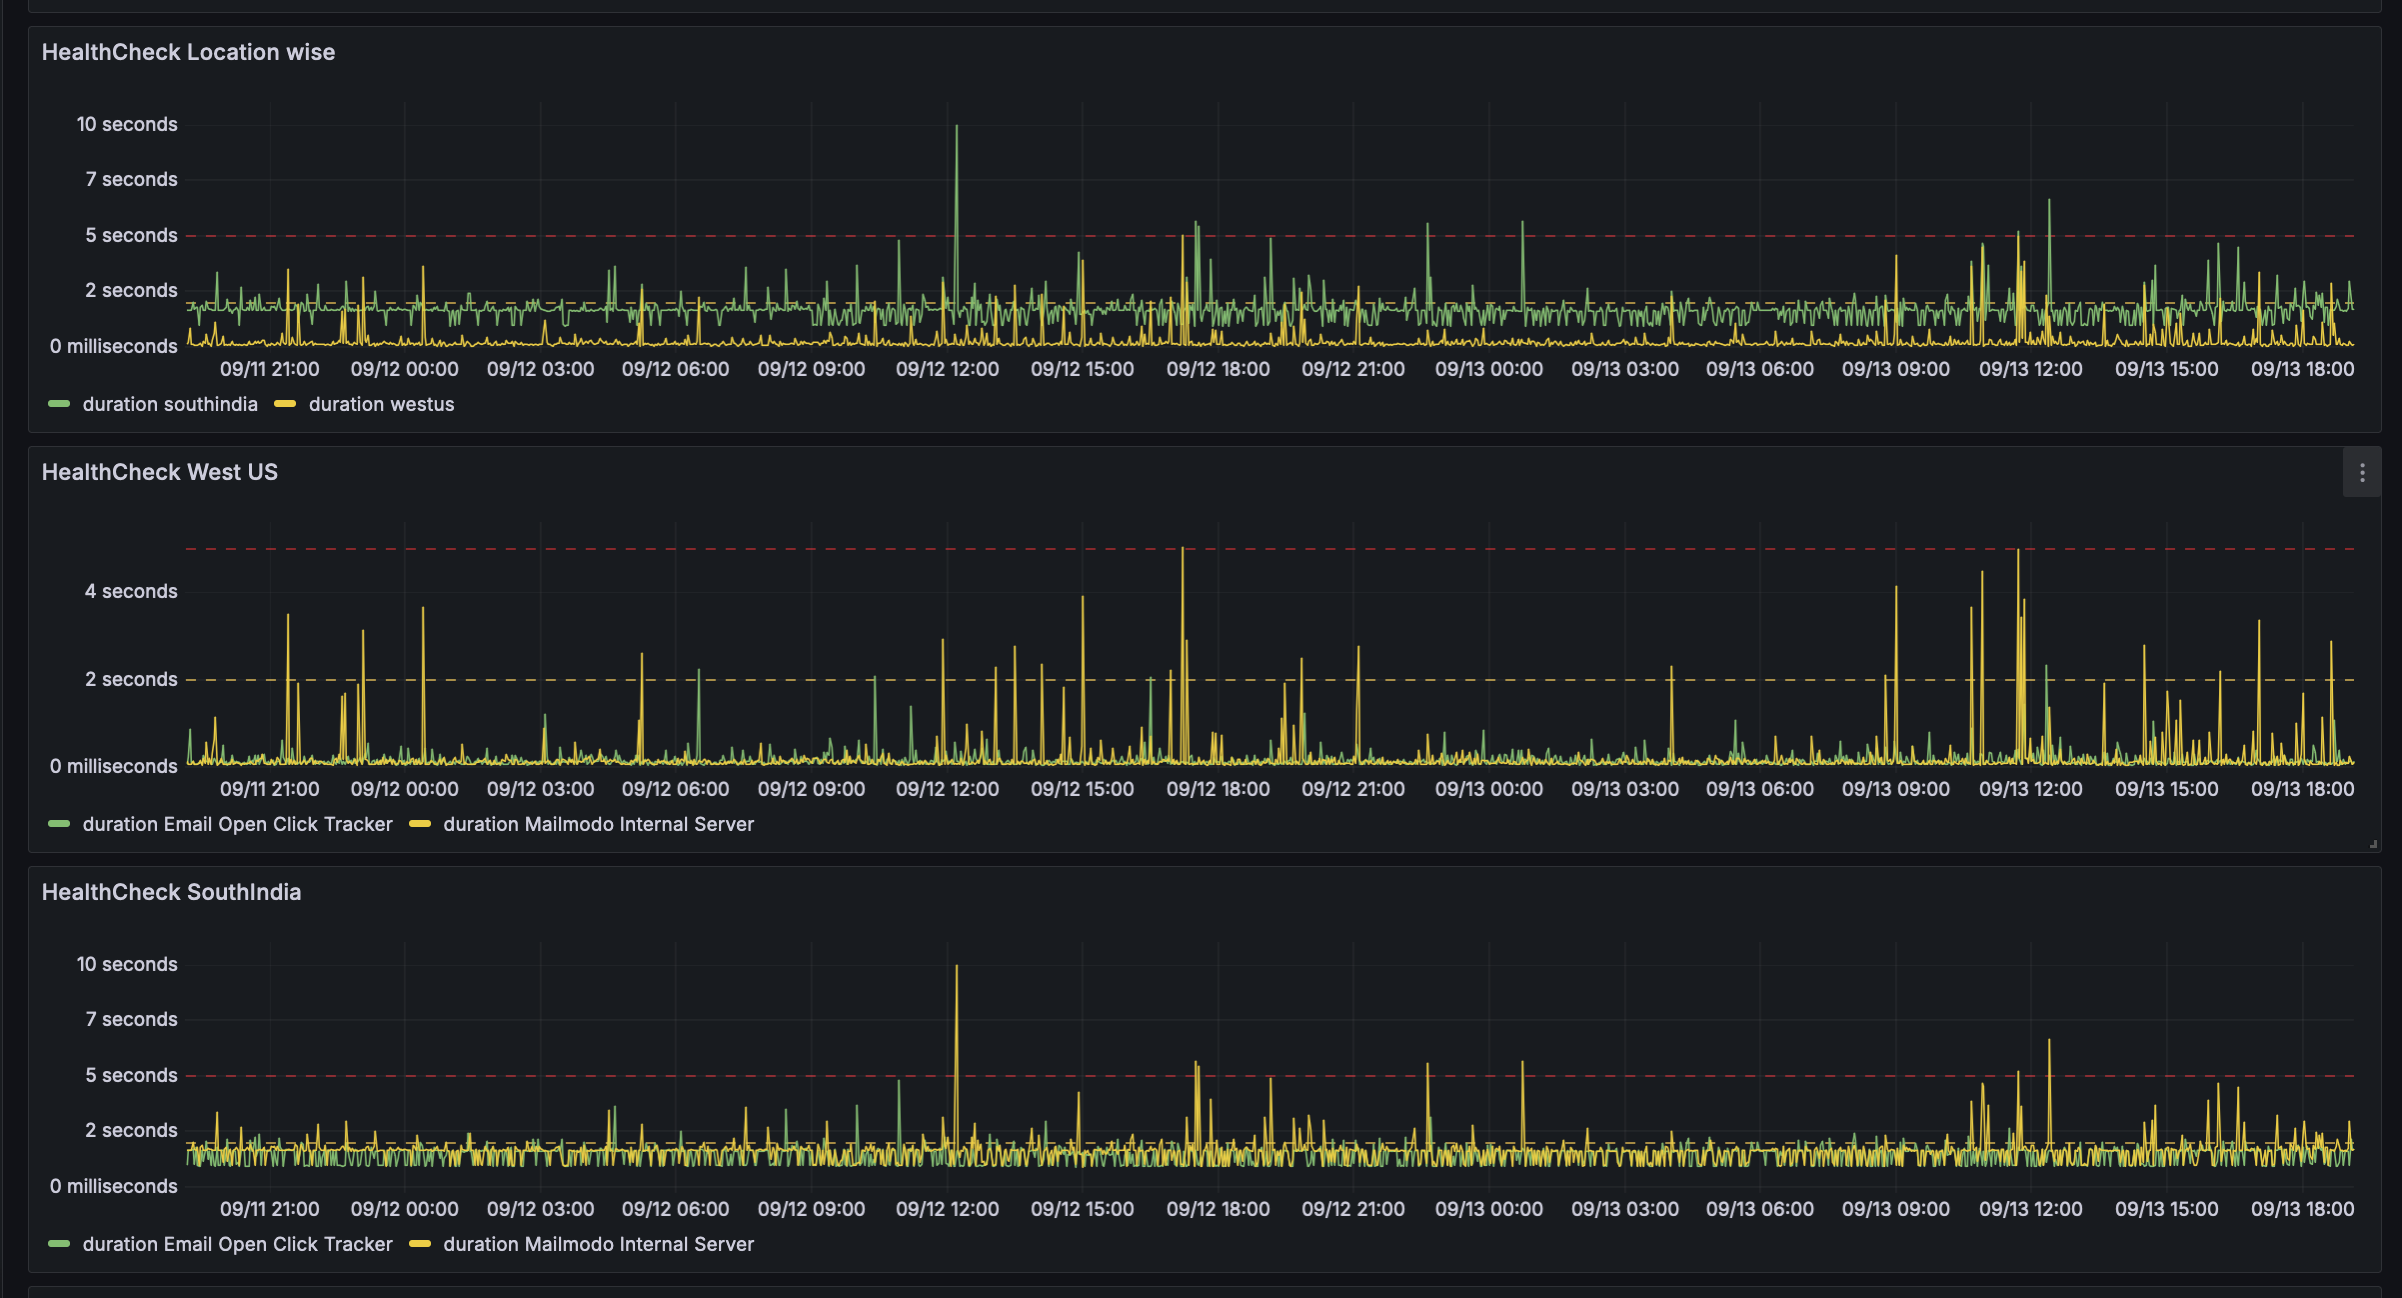 HealthCheck Location wise
10 seconds
7 seconds
5 seconds
2 seconds
0 milliseconds
09/11 21:00 09/12 00:00 09/12 03:00 09/12 06:00 09/12 09:00 09/12 12:00 09/12 15:00 09/12 18:00 09/12 21:00 09/13 00:00 09/13 03:00 09/13 06:00 09/13 09:00 09/13 12:00 09/13 15:00 09/13 18:00
duration southindia duration westus
HealthCheck West US
4 seconds
2 seconds
0 milliseconds
09/11 21:00 09/12 00:00 09/12 03:00 09/12 06:00 09/12 09:00 09/12 12:00 09/12 15:00 09/12 18:00 09/12 21:00 09/13 00:00 09/13 03:00 09/13 06:00 09/13 09:00 09/13 12:00 09/13 15:00 09/13 18:00
duration Email Open Click Tracker duration Mailmodo Internal Server
HealthCheck SouthIndia
10 seconds
7 seconds
5 seconds
2 seconds
0 milliseconds
09/11 21:00 09/12 00:00 09/12 03:00 09/12 06:00 09/12 09:00 09/12 12:00 09/12 15:00 09/12 18:00 09/12 21:00 09/13 00:00 09/13 03:00 09/13 06:00 09/13 09:00 09/13 12:00 09/13 15:00 09/13 18:00
duration Email Open Click Tracker duration Mailmodo Internal Server